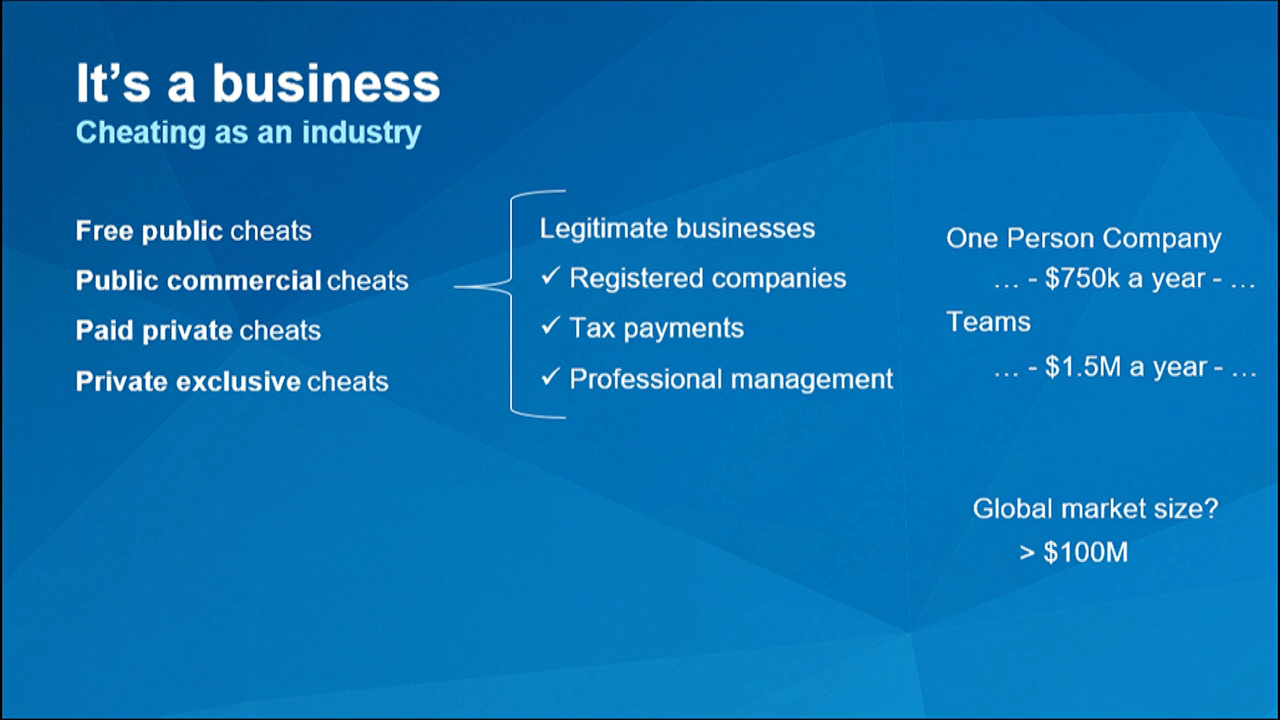 It’s a business
Cheating as an industry
Free public cheats
Public commercial cheats
Paid private cheats
Private exclusive cheats
Legitimate businesses
✓ Registered companies
✓ Tax payments
✓ Professional management
One Person Company
… - $750k a year - …
Teams
… - $1.5M a year - …
Global market size?
> $100M